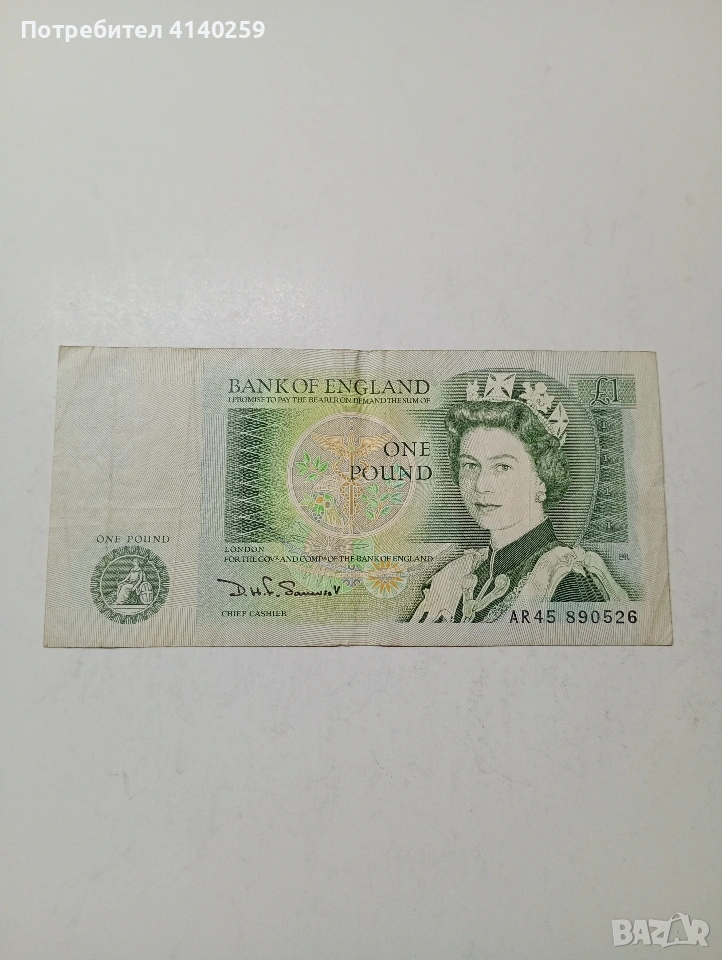 Потребител 4140259
BANK OF ENGLAND
I PROMISE TO PAY THE BEARER ON DEMAND THE SUM OF
£1
ONE
POUND
ONE POUND
LONDON
FOR THE GOVR AND COMPA OF THE BANK OF ENGLAND
CHIEF CASHIER
AR45 890526
BAZAR